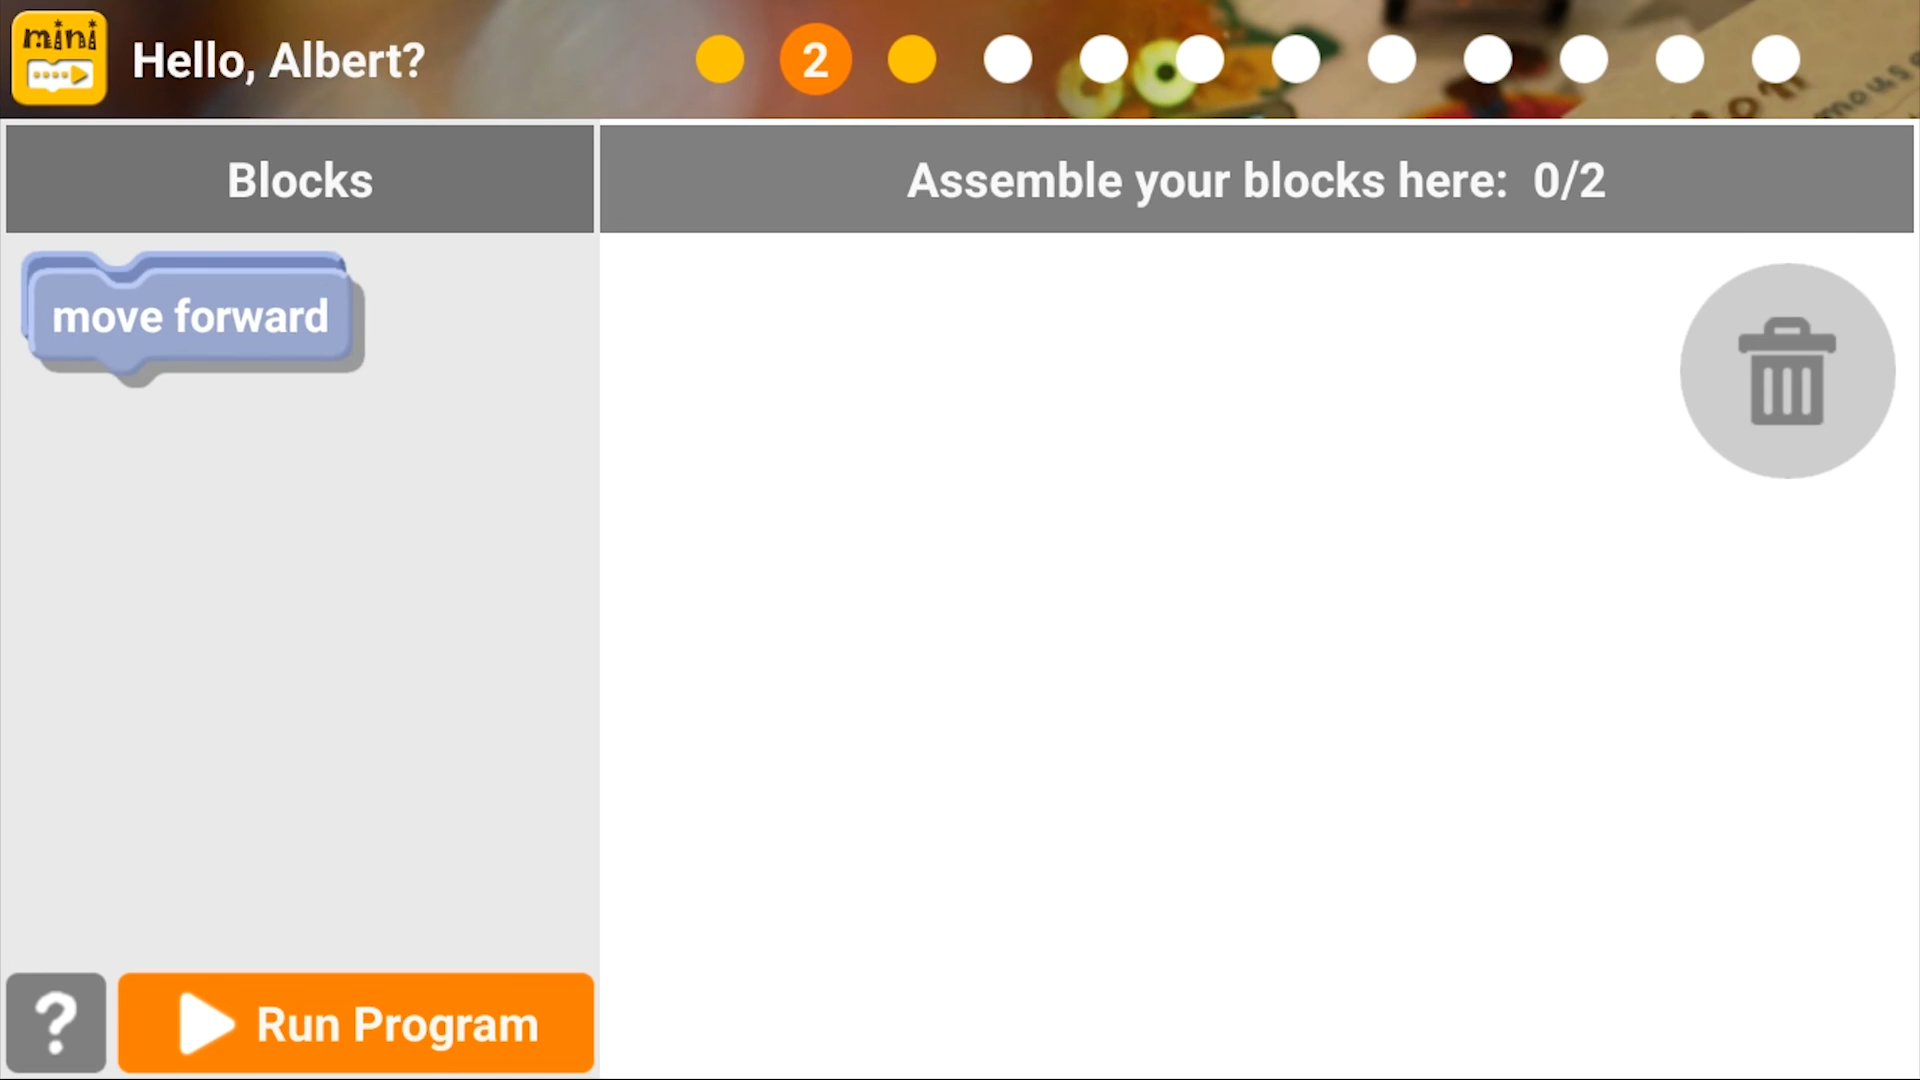 mini
Hello, Albert?
2
Blocks
Assemble your blocks here: 0/2
move forward
?
Run Program